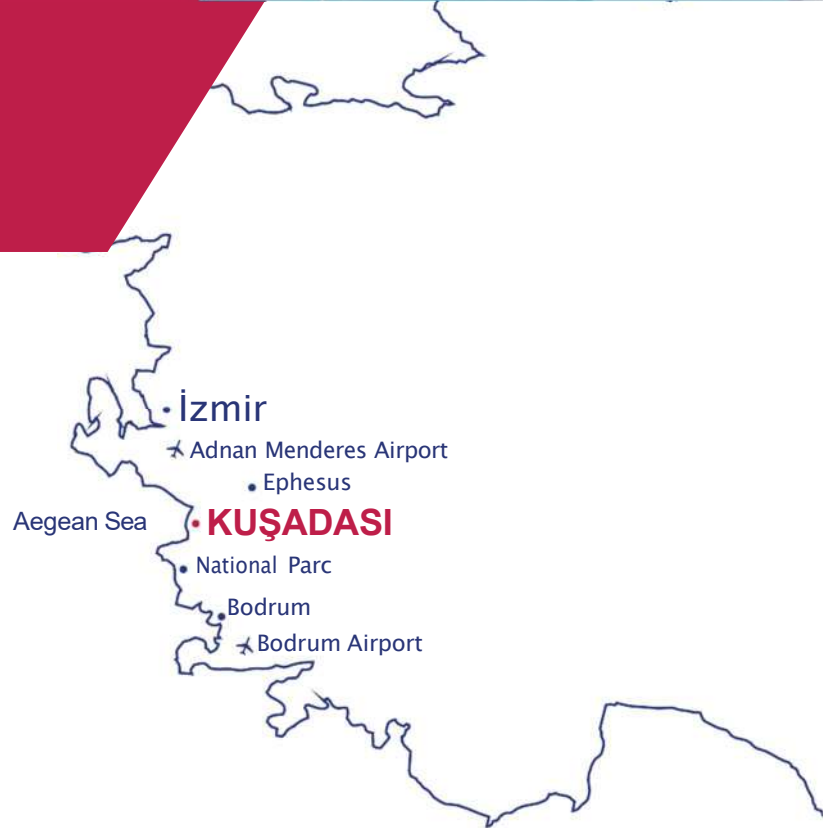 İzmir
Adnan Menderes Airport
Ephesus
Aegean Sea
KUŞADASI
National Parc
Bodrum
Bodrum Airport